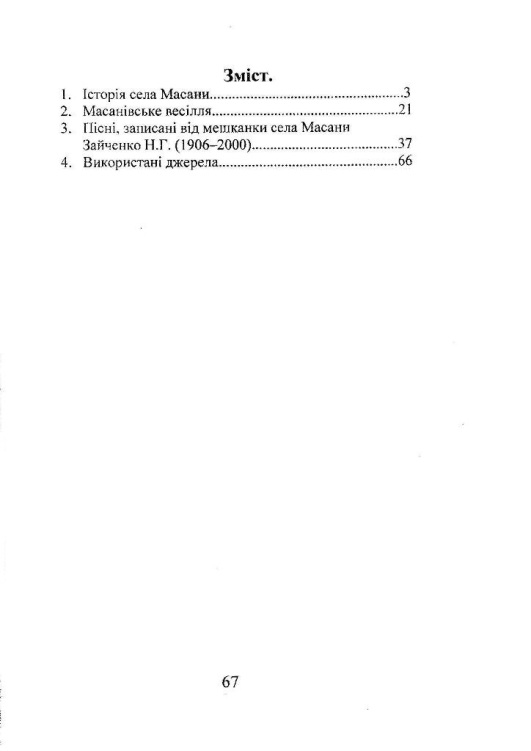 Зміст.
1. Історія села Масани...........................................................3
2. Масанівське весілля..........................................................21
3. Пісні, записані від мешканки села Масани
Зайченко Н.Г. (1906–2000)..............................................37
4. Використані джерела........................................................66
67